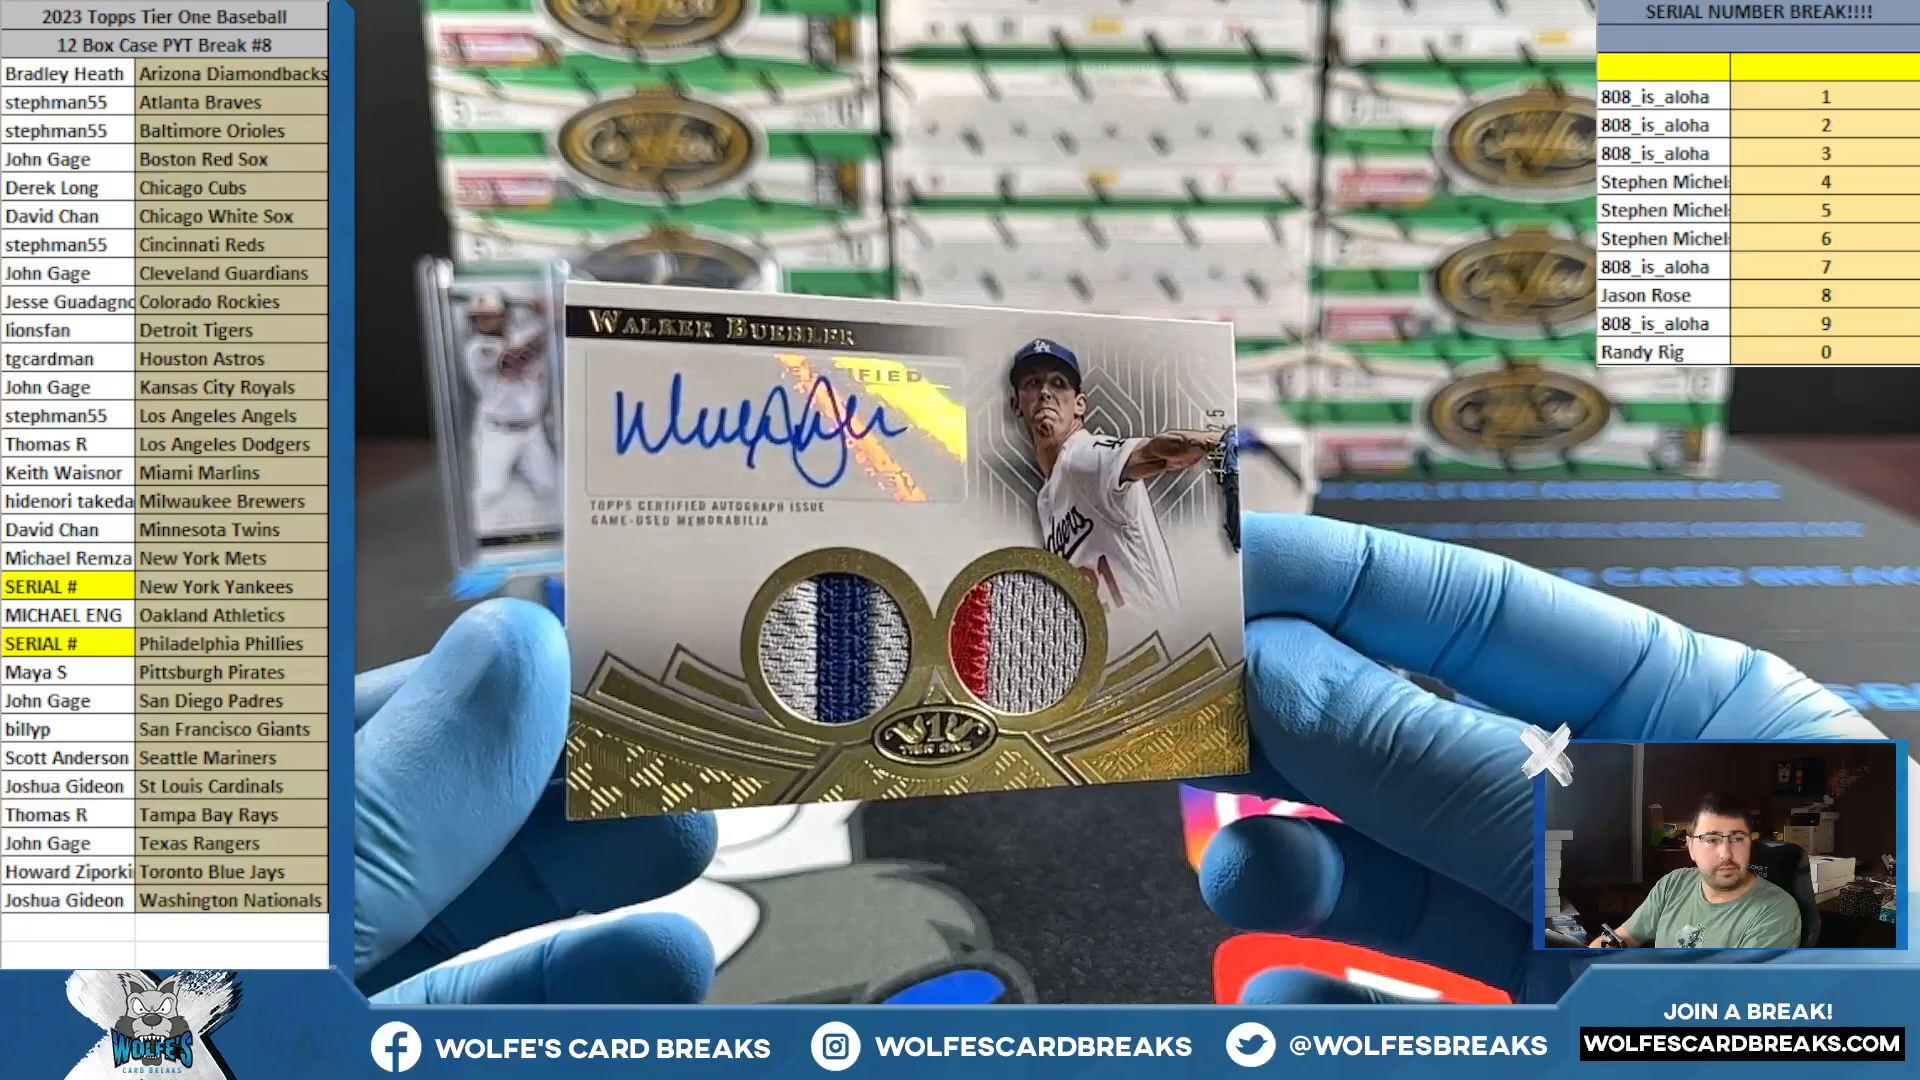 2023 Topps Tier One Baseball
12 Box Case PYT Break #8
Bradley Heath Arizona Diamondbacks
stephman55 Atlanta Braves
stephman55 Baltimore Orioles
John Gage Boston Red Sox
Derek Long Chicago Cubs
David Chan Chicago White Sox
stephman55 Cincinnati Reds
John Gage Cleveland Guardians
Jesse Guadagno Colorado Rockies
lionsfan Detroit Tigers
tgcardman Houston Astros
John Gage Kansas City Royals
stephman55 Los Angeles Angels
Thomas R Los Angeles Dodgers
Keith Waisnor Miami Marlins
hidenori takeda Milwaukee Brewers
David Chan Minnesota Twins
Michael Remza New York Mets
SERIAL # New York Yankees
MICHAEL ENG Oakland Athletics
SERIAL # Philadelphia Phillies
Maya S Pittsburgh Pirates
John Gage San Diego Padres
billyp San Francisco Giants
Scott Anderson Seattle Mariners
Joshua Gideon St Louis Cardinals
Thomas R Tampa Bay Rays
John Gage Texas Rangers
Howard Ziporki Toronto Blue Jays
Joshua Gideon Washington Nationals
WALKER BUEHLER
TOPPS CERTIFIED AUTOGRAPH ISSUE
GAME-USED MEMORABILIA
LA
21
1
TIER ONE
SERIAL NUMBER BREAK!!!!
808_is_aloha 1
808_is_aloha 2
808_is_aloha 3
Stephen Michel 4
Stephen Michel 5
Stephen Michel 6
808_is_aloha 7
Jason Rose 8
808_is_aloha 9
Randy Rig 0
WOLFE'S
CARD BREAKS
WOLFE'S CARD BREAKS
WOLFESCARDBREAKS
@WOLFESBREAKS
JOIN A BREAK!
WOLFESCARDBREAKS.COM